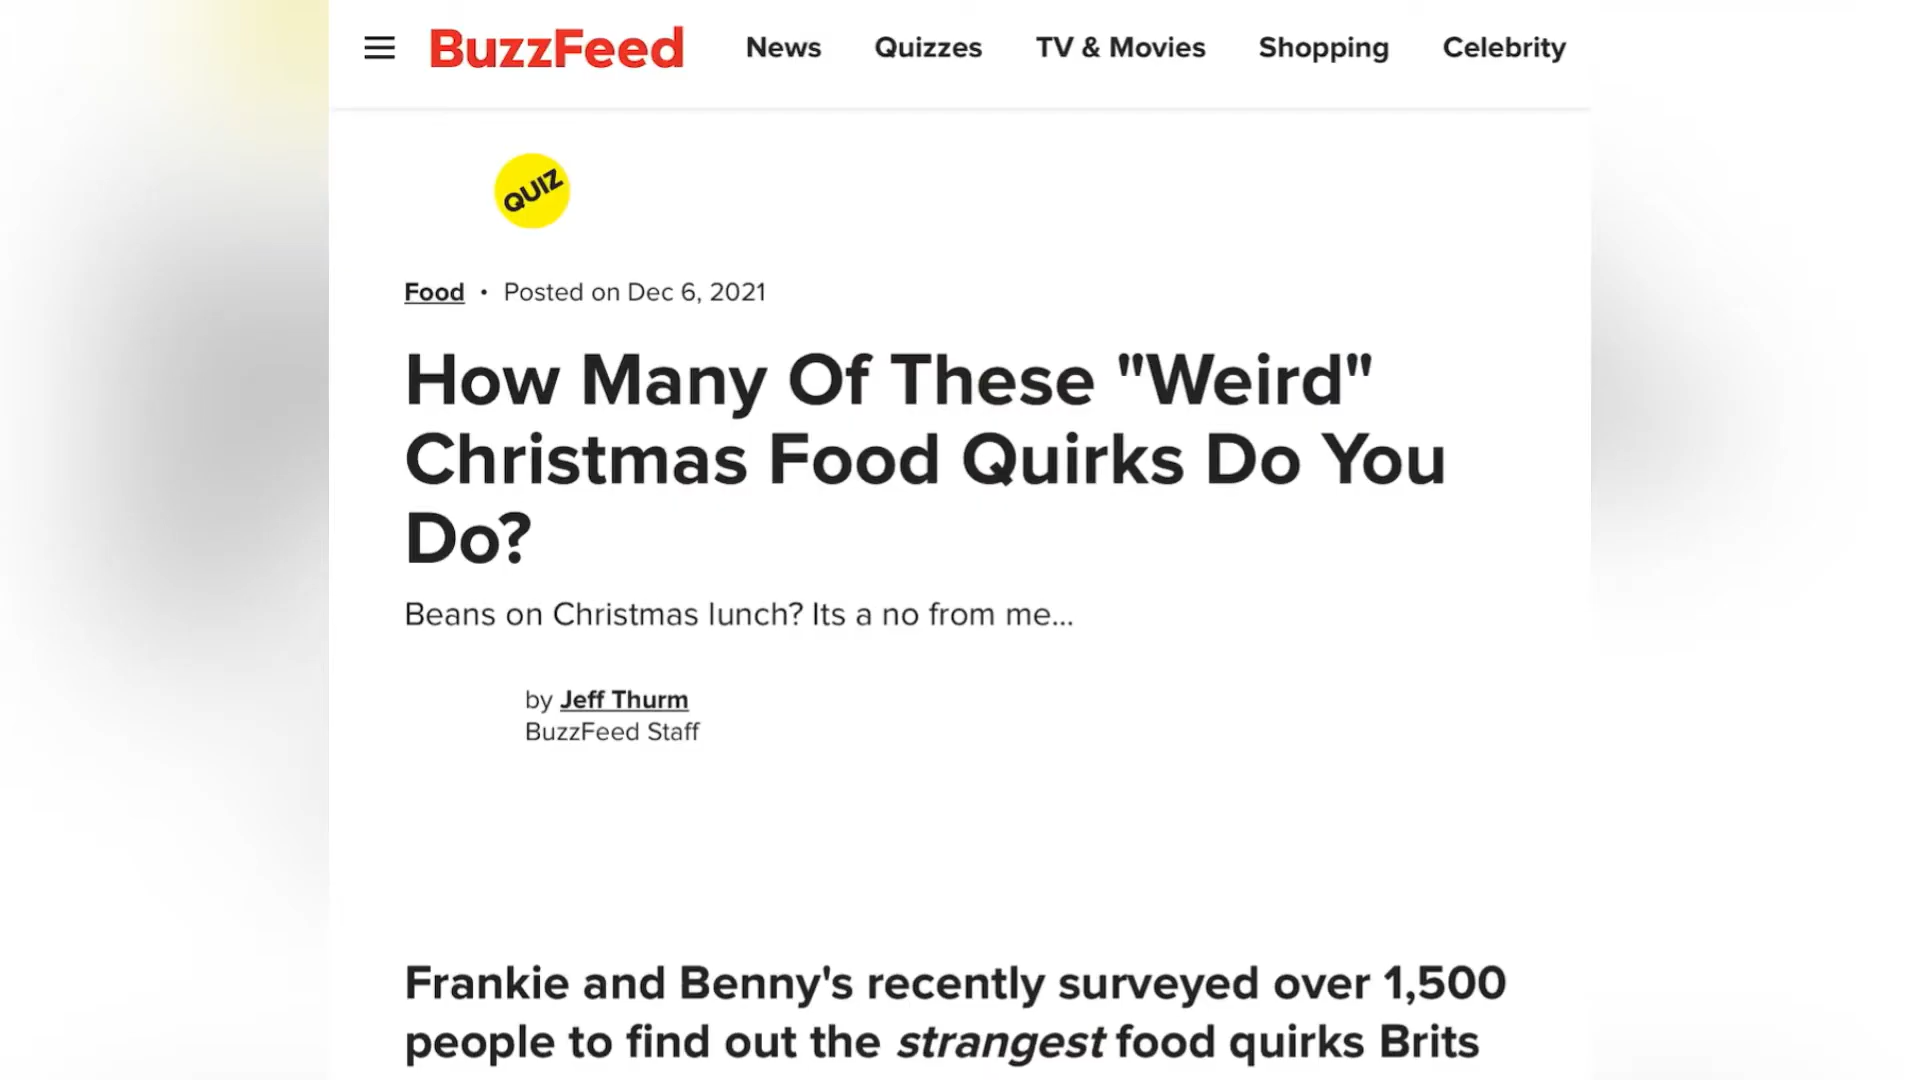 BuzzFeed News Quizzes TV & Movies Shopping Celebrity
QUIZ
Food • Posted on Dec 6, 2021
How Many Of These "Weird"
Christmas Food Quirks Do You
Do?
Beans on Christmas lunch? Its a no from me...
by Jeff Thurm
BuzzFeed Staff
Frankie and Benny's recently surveyed over 1,500
people to find out the strangest food quirks Brits